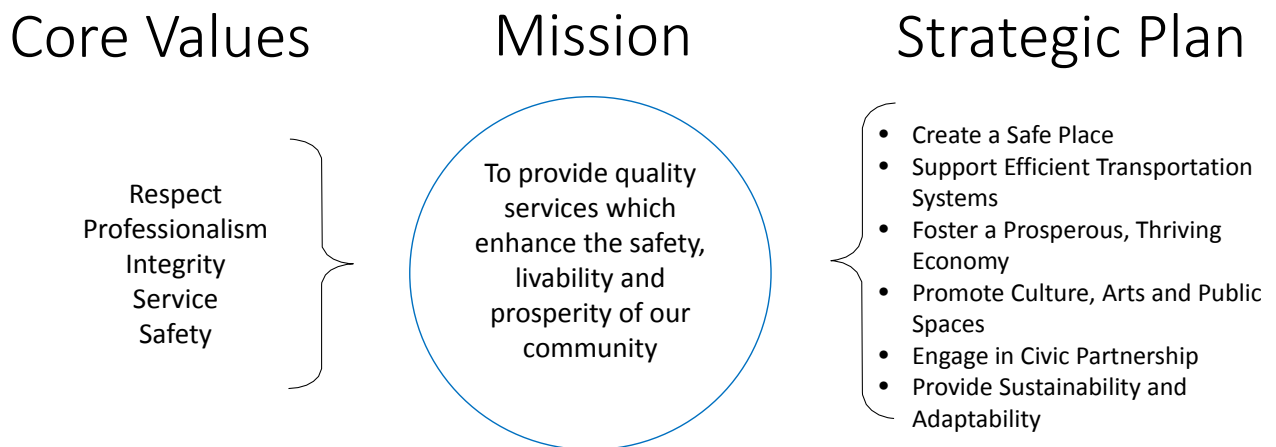 Core Values
Mission
Strategic Plan
Respect
Professionalism
Integrity
Service
Safety
To provide quality
services which
enhance the safety,
livability and
prosperity of our
community
• Create a Safe Place
• Support Efficient Transportation
Systems
• Foster a Prosperous, Thriving
Economy
• Promote Culture, Arts and Public
Spaces
• Engage in Civic Partnership
• Provide Sustainability and
Adaptability